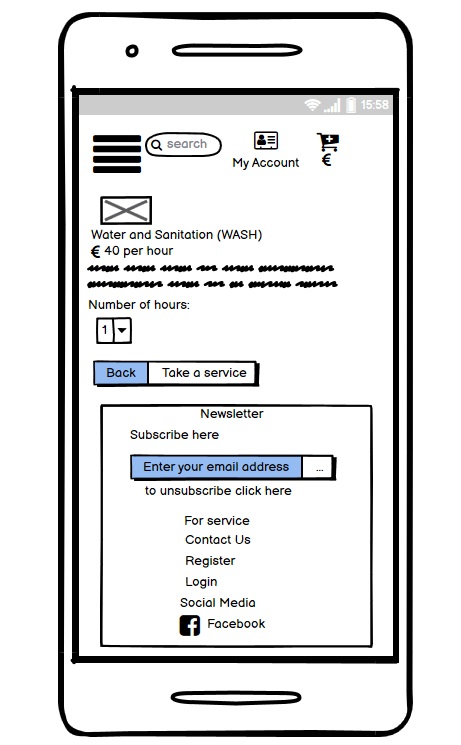 15:58
search
My Account
€
Water and Sanitation (WASH)
€ 40 per hour
Number of hours:
1
Back Take a service
Newsletter
Subscribe here
Enter your email address ...
to unsubscribe click here
For service
Contact Us
Register
Login
Social Media
Facebook